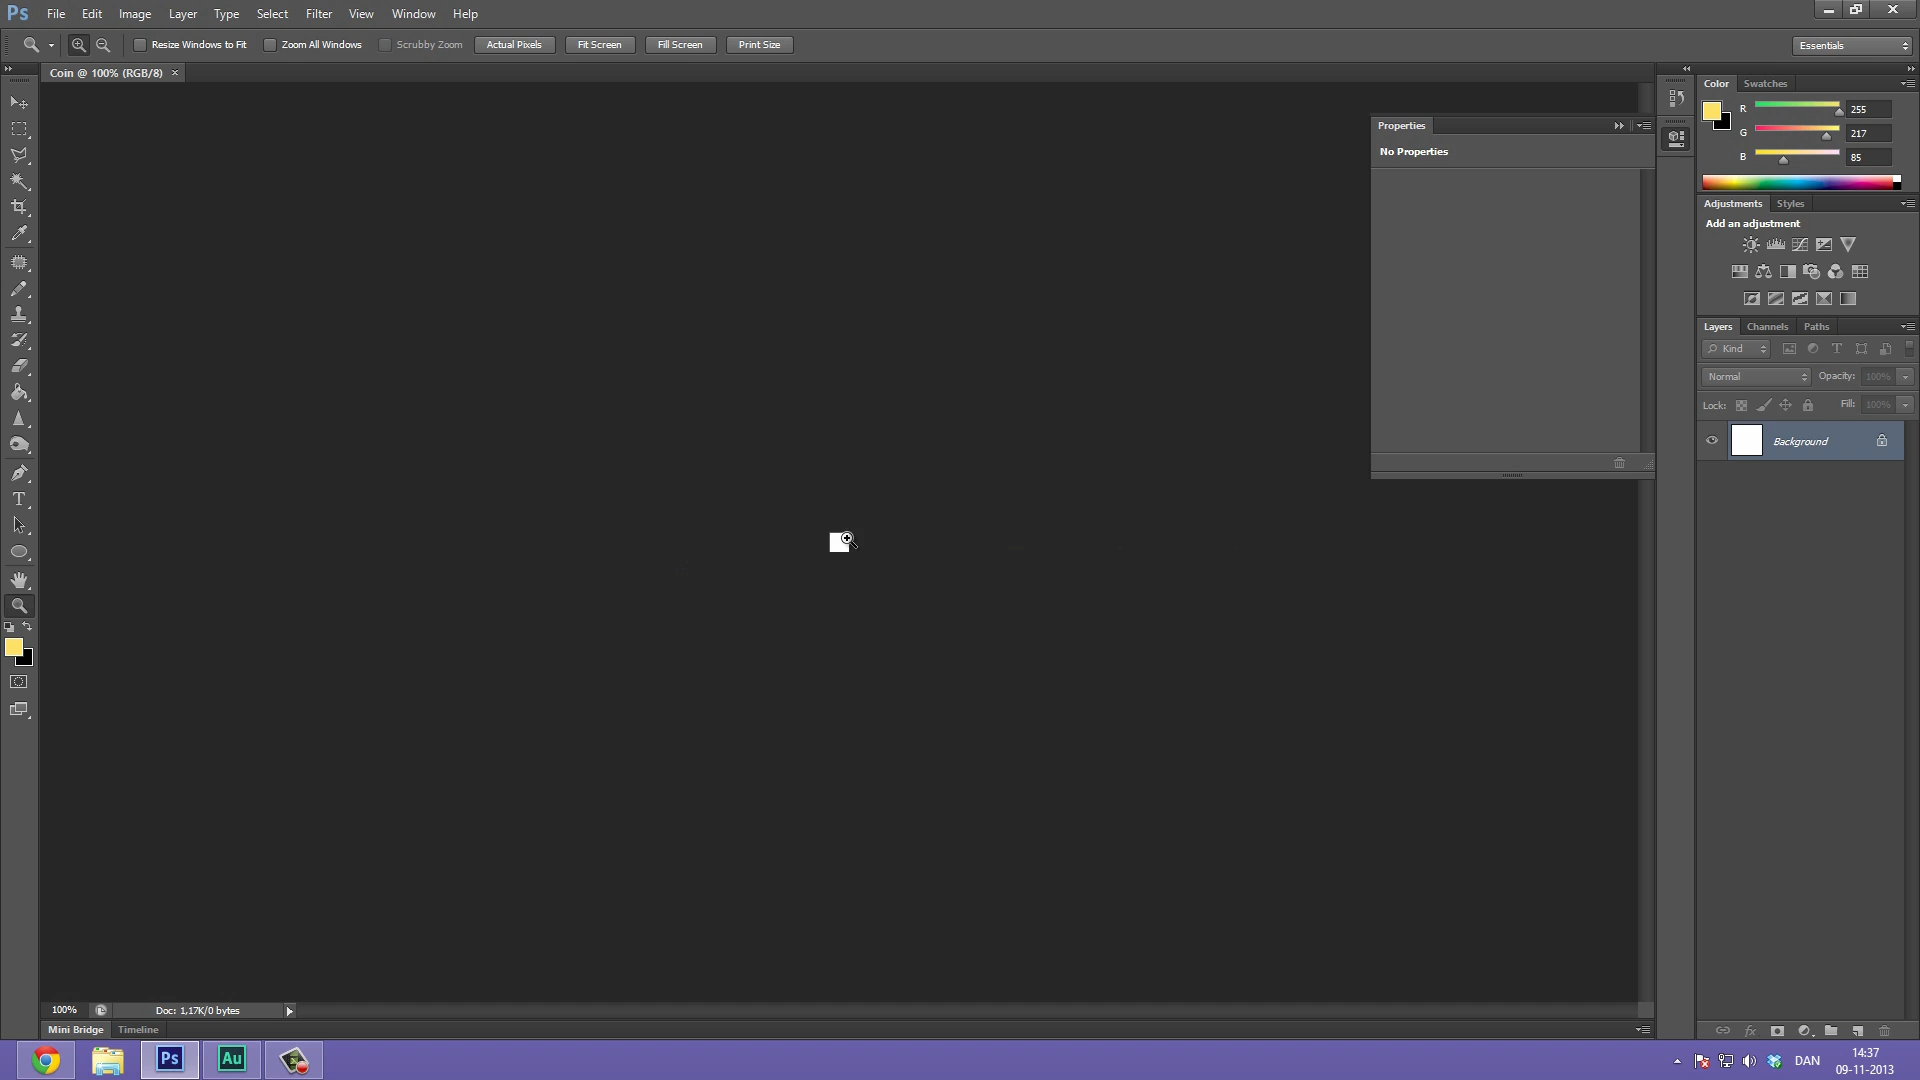 Ps File Edit Image Layer Type Select Filter View Window Help
Resize Windows to Fit Zoom All Windows Scrubby Zoom Actual Pixels Fit Screen Fill Screen Print Size Essentials
Coin @ 100% (RGB/8)
Color Swatches
R 255
G 217
B 85
Properties
No Properties
Adjustments Styles
Add an adjustment
Layers Channels Paths
Kind
Normal Opacity: 100%
Lock: Fill: 100%
Background
T
100% Doc: 1,17K/0 bytes
Mini Bridge Timeline
Ps Au DAN 14:37
09-11-2013